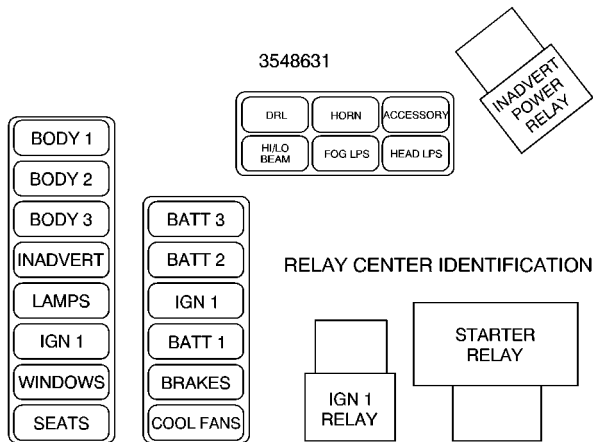 3548631
INADVERT
POWER
RELAY
DRL
HORN
ACCESSORY
HI/LO
BEAM
FOG LPS
HEAD LPS
BODY 1
BODY 2
BODY 3
INADVERT
LAMPS
IGN 1
WINDOWS
SEATS
BATT 3
BATT 2
IGN 1
BATT 1
BRAKES
COOL FANS
RELAY CENTER IDENTIFICATION
IGN 1
RELAY
STARTER
RELAY